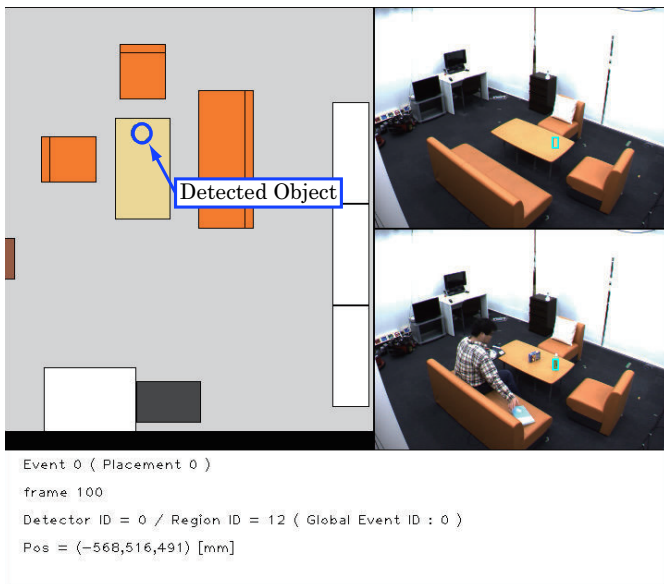 Detected Object
Event 0 ( Placement 0 )
frame 100
Detector ID = 0 / Region ID = 12 ( Global Event ID : 0 )
Pos = (-568,516,491) [mm]